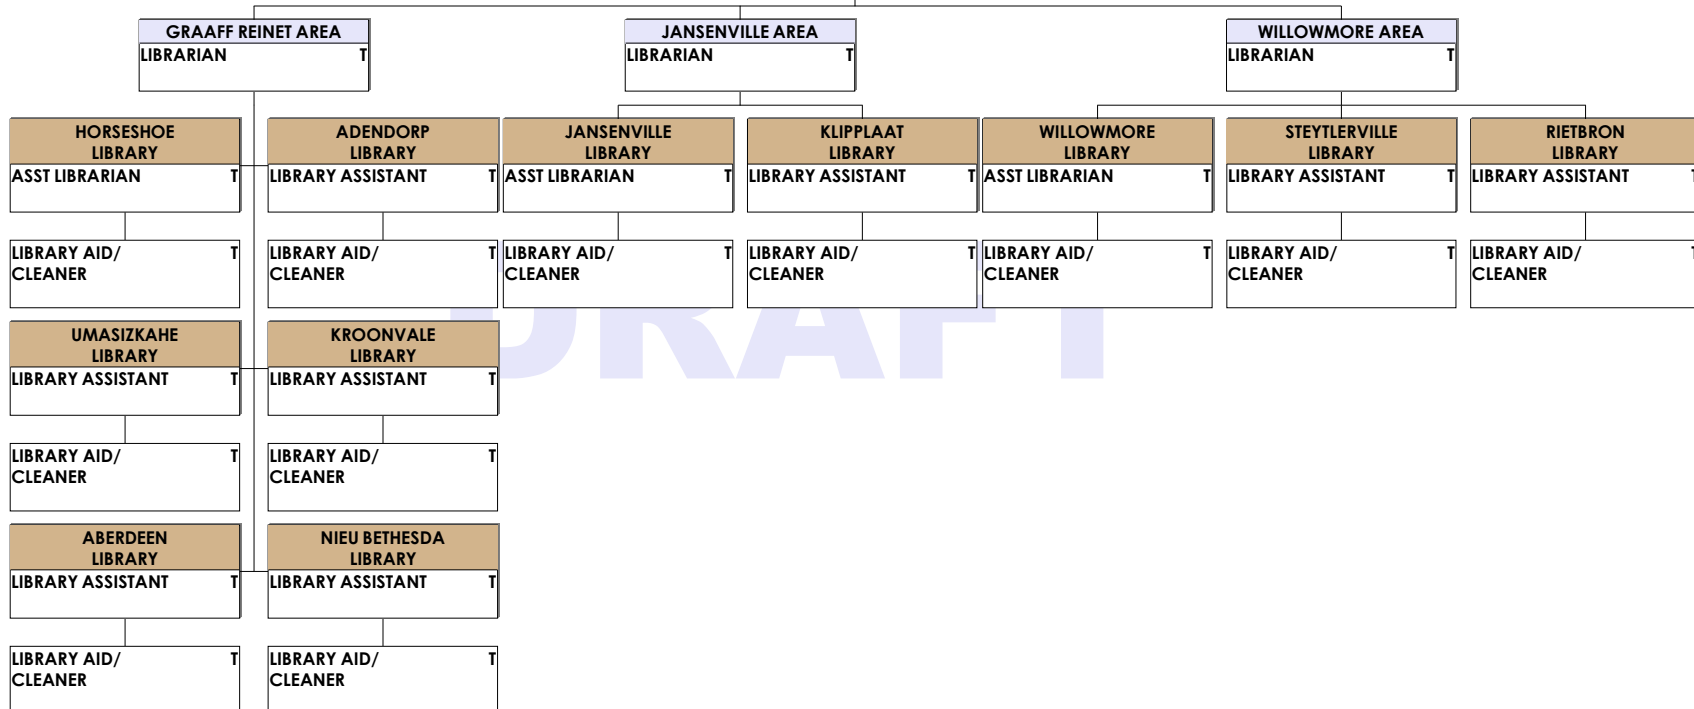 GRAAFF REINET AREA
LIBRARIAN T
JANSENVILLE AREA
LIBRARIAN T
WILLOWMORE AREA
LIBRARIAN T
HORSESHOE
LIBRARY
ASST LIBRARIAN T
LIBRARY AID/ T
CLEANER
ADENDORP
LIBRARY
LIBRARY ASSISTANT T
LIBRARY AID/ T
CLEANER
JANSENVILLE
LIBRARY
ASST LIBRARIAN T
LIBRARY AID/ T
CLEANER
KLIPPLAAT
LIBRARY
LIBRARY ASSISTANT T
LIBRARY AID/ T
CLEANER
WILLOWMORE
LIBRARY
ASST LIBRARIAN T
LIBRARY AID/ T
CLEANER
STEYTLERVILLE
LIBRARY
LIBRARY ASSISTANT T
LIBRARY AID/ T
CLEANER
RIETBRON
LIBRARY
LIBRARY ASSISTANT T
LIBRARY AID/ T
CLEANER
UMASIZKAHE
LIBRARY
LIBRARY ASSISTANT T
LIBRARY AID/ T
CLEANER
KROONVALE
LIBRARY
LIBRARY ASSISTANT T
LIBRARY AID/ T
CLEANER
ABERDEEN
LIBRARY
LIBRARY ASSISTANT T
LIBRARY AID/ T
CLEANER
NIEU BETHESDA
LIBRARY
LIBRARY ASSISTANT T
LIBRARY AID/ T
CLEANER
DRAFT